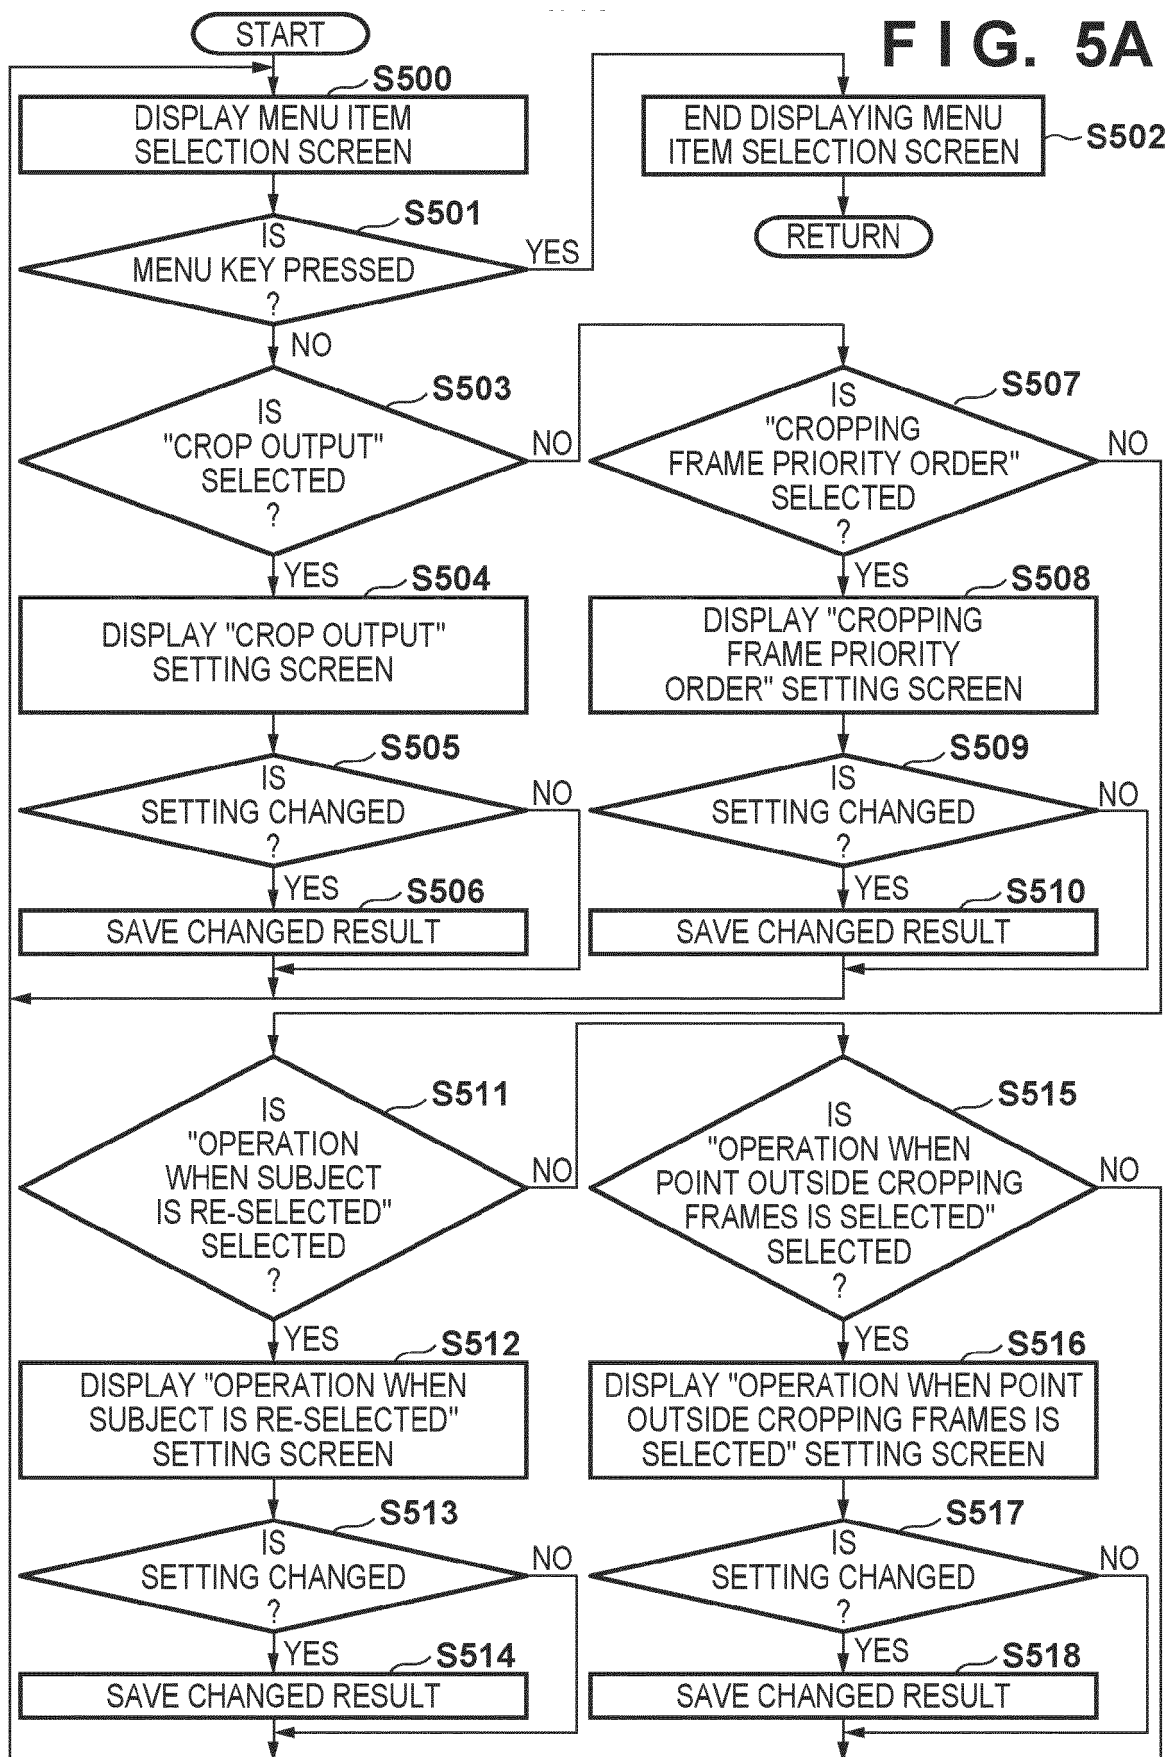 FIG. 5A
START
S500
DISPLAY MENU ITEM
SELECTION SCREEN
END DISPLAYING MENU
ITEM SELECTION SCREEN
S502
RETURN
S501
IS
MENU KEY PRESSED
?
YES
NO
S503
IS
"CROP OUTPUT"
SELECTED
?
NO
YES
S507
IS
"CROPPING
FRAME PRIORITY ORDER"
SELECTED
?
NO
YES
S504
DISPLAY "CROP OUTPUT"
SETTING SCREEN
S508
DISPLAY "CROPPING
FRAME PRIORITY
ORDER" SETTING SCREEN
S505
IS
SETTING CHANGED
?
NO
YES
S509
IS
SETTING CHANGED
?
NO
YES
S506
SAVE CHANGED RESULT
S510
SAVE CHANGED RESULT
S511
IS
"OPERATION
WHEN SUBJECT
IS RE-SELECTED"
SELECTED
?
NO
YES
S515
IS
"OPERATION WHEN
POINT OUTSIDE CROPPING
FRAMES IS SELECTED"
SELECTED
?
NO
YES
S512
DISPLAY "OPERATION WHEN
SUBJECT IS RE-SELECTED"
SETTING SCREEN
S516
DISPLAY "OPERATION WHEN POINT
OUTSIDE CROPPING FRAMES IS
SELECTED" SETTING SCREEN
S513
IS
SETTING CHANGED
?
NO
YES
S517
IS
SETTING CHANGED
?
NO
YES
S514
SAVE CHANGED RESULT
S518
SAVE CHANGED RESULT